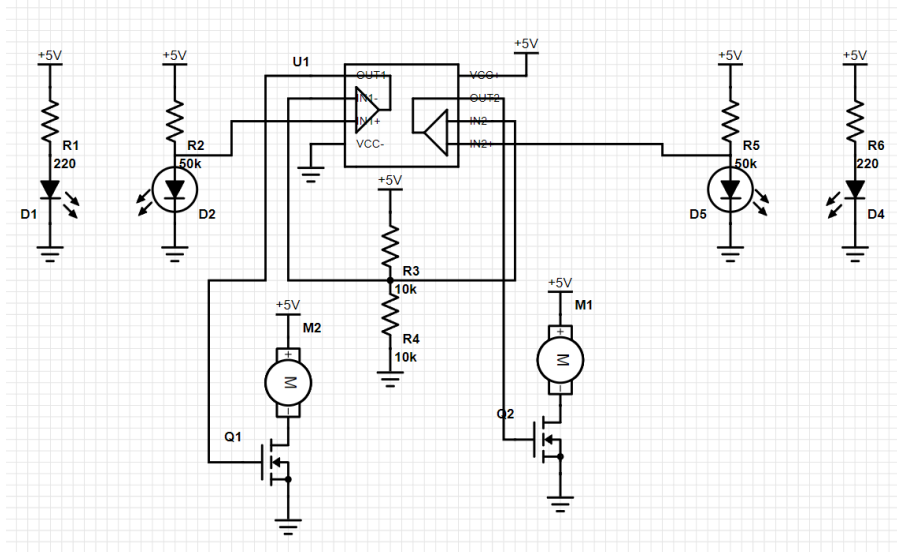 +5V
+5V
U1
+5V
+5V
+5V
OUT1
IN1-
IN1+
VCC-
VCC+
OUT2
IN2-
IN2+
R1
220
R2
50k
R5
50k
R6
220
D1
D2
D5
D4
+5V
R3
10k
R4
10k
+5V
M2
M
+5V
M1
M
Q1
Q2